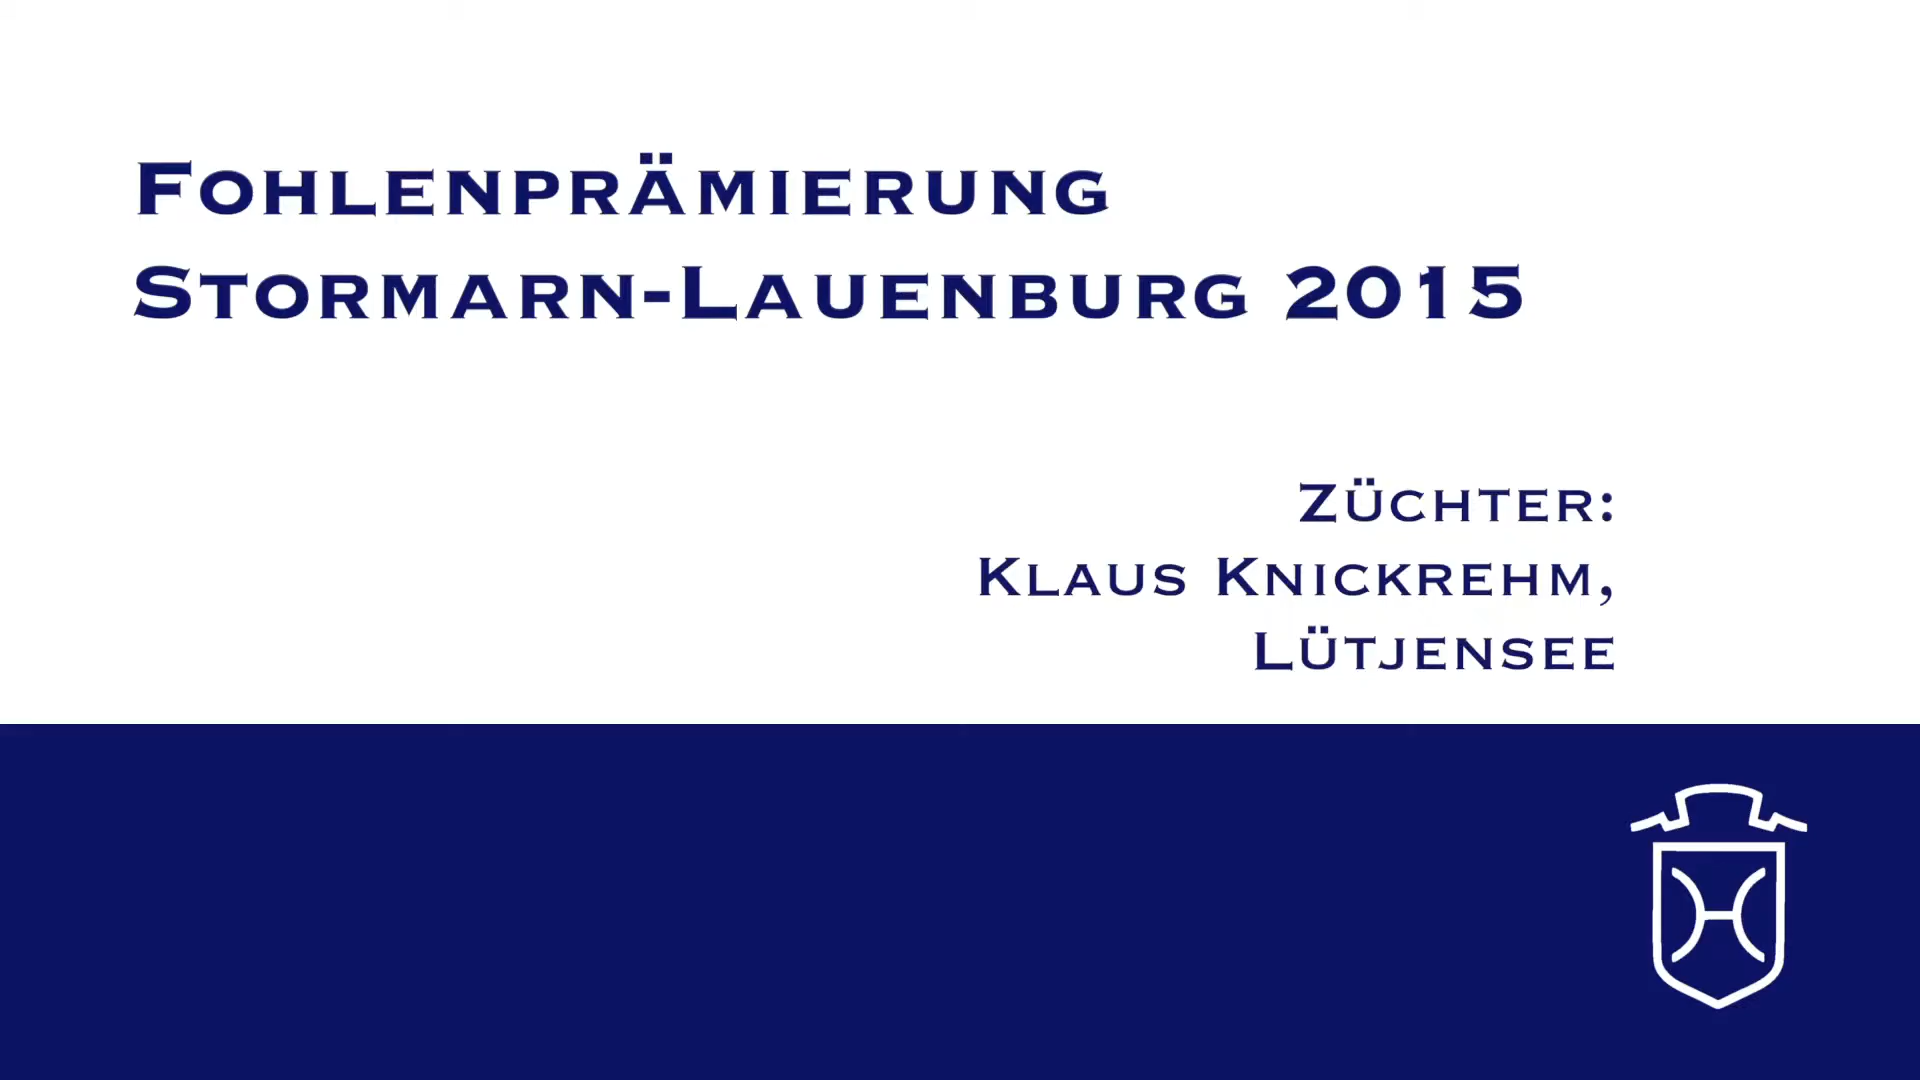 Fohlenprämierung
Stormarn-Lauenburg 2015
Züchter:
Klaus Knickrehm,
Lütjensee